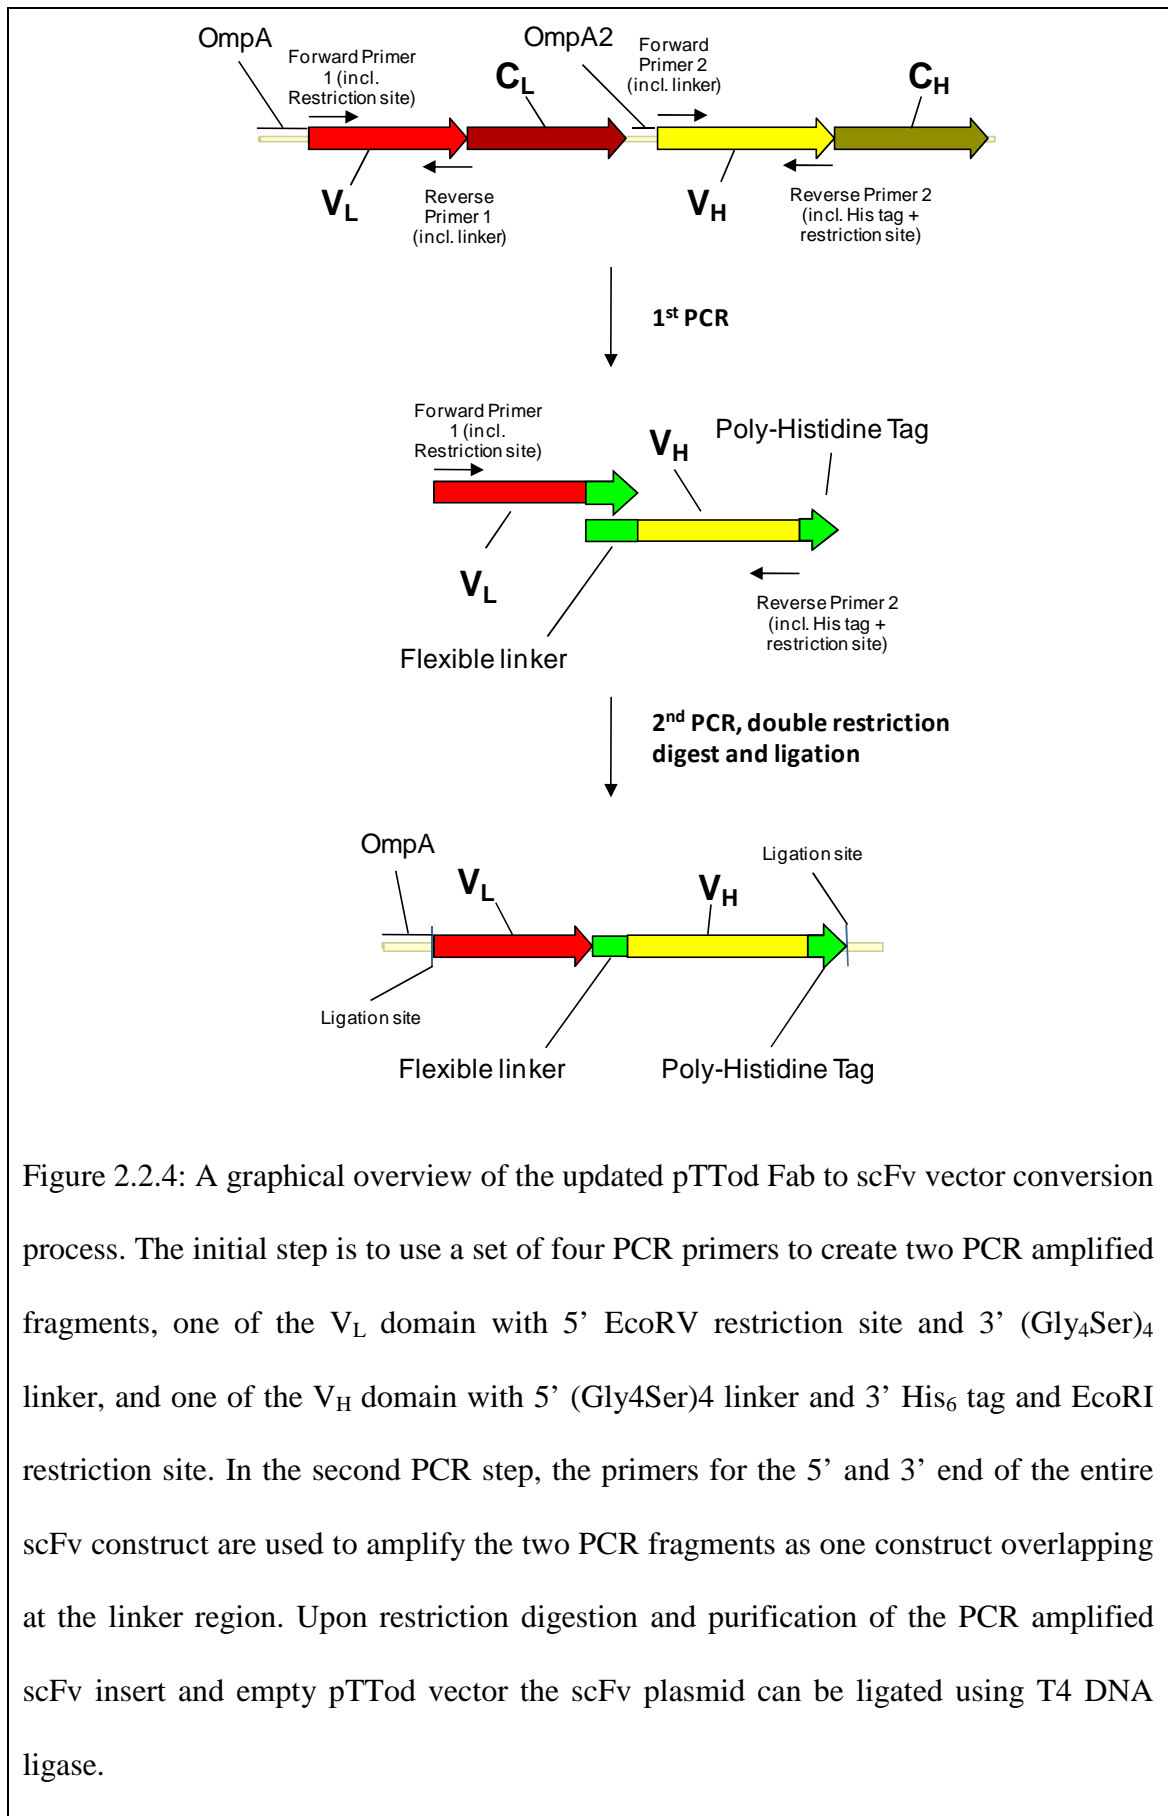 OmpA
OmpA2
Forward Primer
1 (incl.
Restriction site)
Forward
Primer 2
(incl. linker)
CL
CH
VL
Reverse
Primer 1
(incl. linker)
VH
Reverse Primer 2
(incl. His tag +
restriction site)
1st PCR
Forward Primer
1 (incl.
Restriction site)
VH
Poly-Histidine Tag
VL
Flexible linker
Reverse Primer 2
(incl. His tag +
restriction site)
2nd PCR, double restriction
digest and ligation
OmpA
VL
VH
Ligation site
Ligation site
Flexible linker
Poly-Histidine Tag
Figure 2.2.4: A graphical overview of the updated pTTod Fab to scFv vector conversion
process. The initial step is to use a set of four PCR primers to create two PCR amplified
fragments, one of the VL domain with 5’ EcoRV restriction site and 3’ (Gly4Ser)4
linker, and one of the VH domain with 5’ (Gly4Ser)4 linker and 3’ His6 tag and EcoRI
restriction site. In the second PCR step, the primers for the 5’ and 3’ end of the entire
scFv construct are used to amplify the two PCR fragments as one construct overlapping
at the linker region. Upon restriction digestion and purification of the PCR amplified
scFv insert and empty pTTod vector the scFv plasmid can be ligated using T4 DNA
ligase.